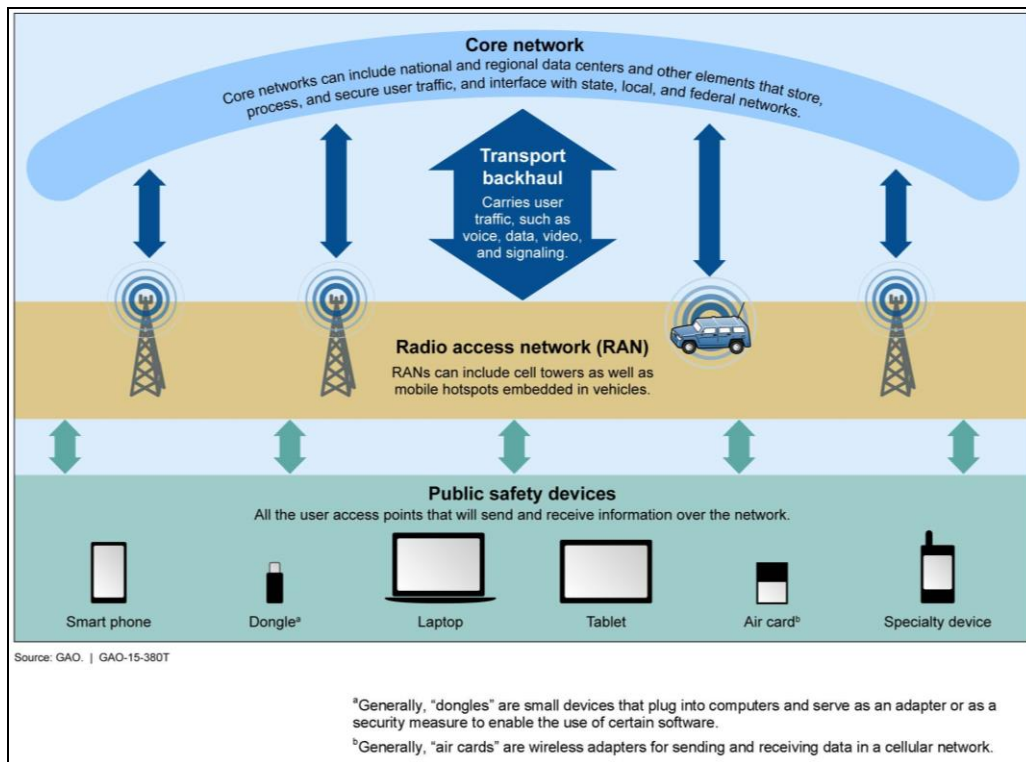 Core network
Core networks can include national and regional data centers and other elements that store,
process, and secure user traffic, and interface with state, local, and federal networks.
Transport
backhaul
Carries user
traffic, such as
voice, data, video,
and signaling.
Radio access network (RAN)
RANs can include cell towers as well as
mobile hotspots embedded in vehicles.
Public safety devices
All the user access points that will send and receive information over the network.
Smart phone
Dongleᵃ
Laptop
Tablet
Air cardᵇ
Specialty device
Source: GAO. | GAO-15-380T
ᵃGenerally, “dongles” are small devices that plug into computers and serve as an adapter or as a
security measure to enable the use of certain software.
ᵇGenerally, “air cards” are wireless adapters for sending and receiving data in a cellular network.